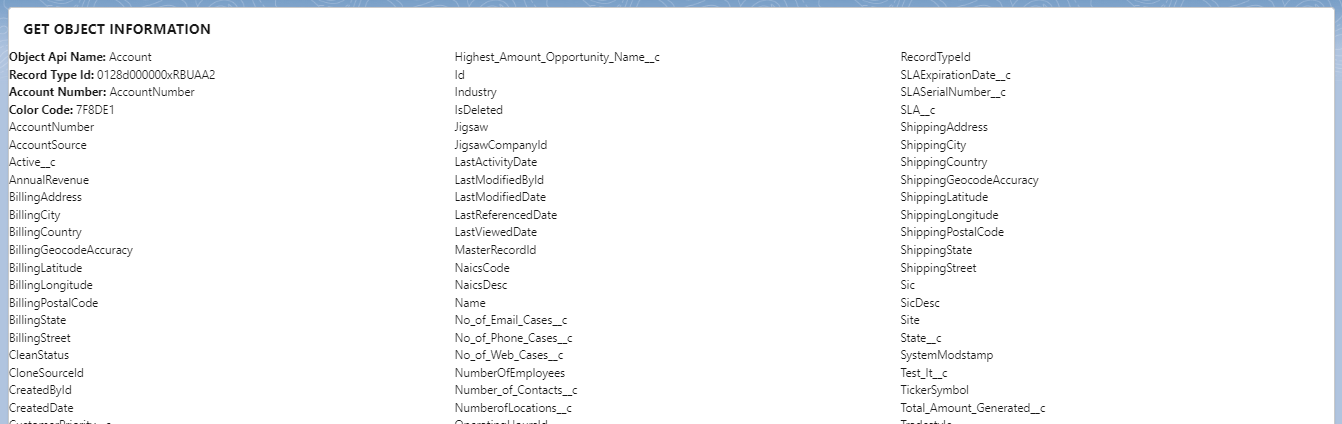 GET OBJECT INFORMATION
Object Api Name: Account
Record Type Id: 0128d000000xRBUAA2
Account Number: AccountNumber
Color Code: 7F8DE1
AccountNumber
AccountSource
Active__c
AnnualRevenue
BillingAddress
BillingCity
BillingCountry
BillingGeocodeAccuracy
BillingLatitude
BillingLongitude
BillingPostalCode
BillingState
BillingStreet
CleanStatus
CloneSourceId
CreatedById
CreatedDate
CustomerPriority__c
Highest_Amount_Opportunity_Name__c
Id
Industry
IsDeleted
Jigsaw
JigsawCompanyId
LastActivityDate
LastModifiedById
LastModifiedDate
LastReferencedDate
LastViewedDate
MasterRecordId
NaicsCode
NaicsDesc
Name
No_of_Email_Cases__c
No_of_Phone_Cases__c
No_of_Web_Cases__c
NumberOfEmployees
Number_of_Contacts__c
NumberofLocations__c
OperatingHoursId
RecordTypeId
SLAExpirationDate__c
SLASerialNumber__c
SLA__c
ShippingAddress
ShippingCity
ShippingCountry
ShippingGeocodeAccuracy
ShippingLatitude
ShippingLongitude
ShippingPostalCode
ShippingState
ShippingStreet
Sic
SicDesc
Site
State__c
SystemModstamp
Test_It__c
TickerSymbol
Total_Amount_Generated__c
Tradestyle